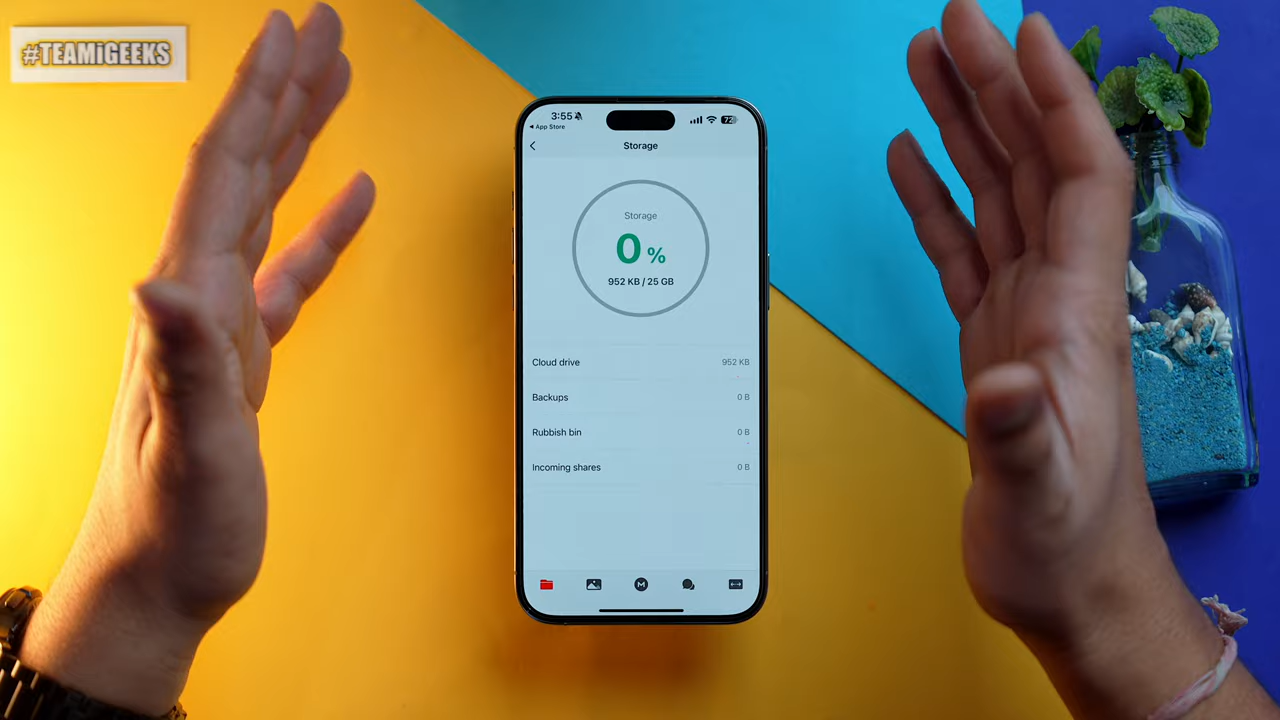 #TEAMiGEEKS
3:55
72
App Store
Storage
Storage
0 %
952 KB / 25 GB
Cloud drive 952 KB
Backups 0 B
Rubbish bin 0 B
Incoming shares 0 B
M